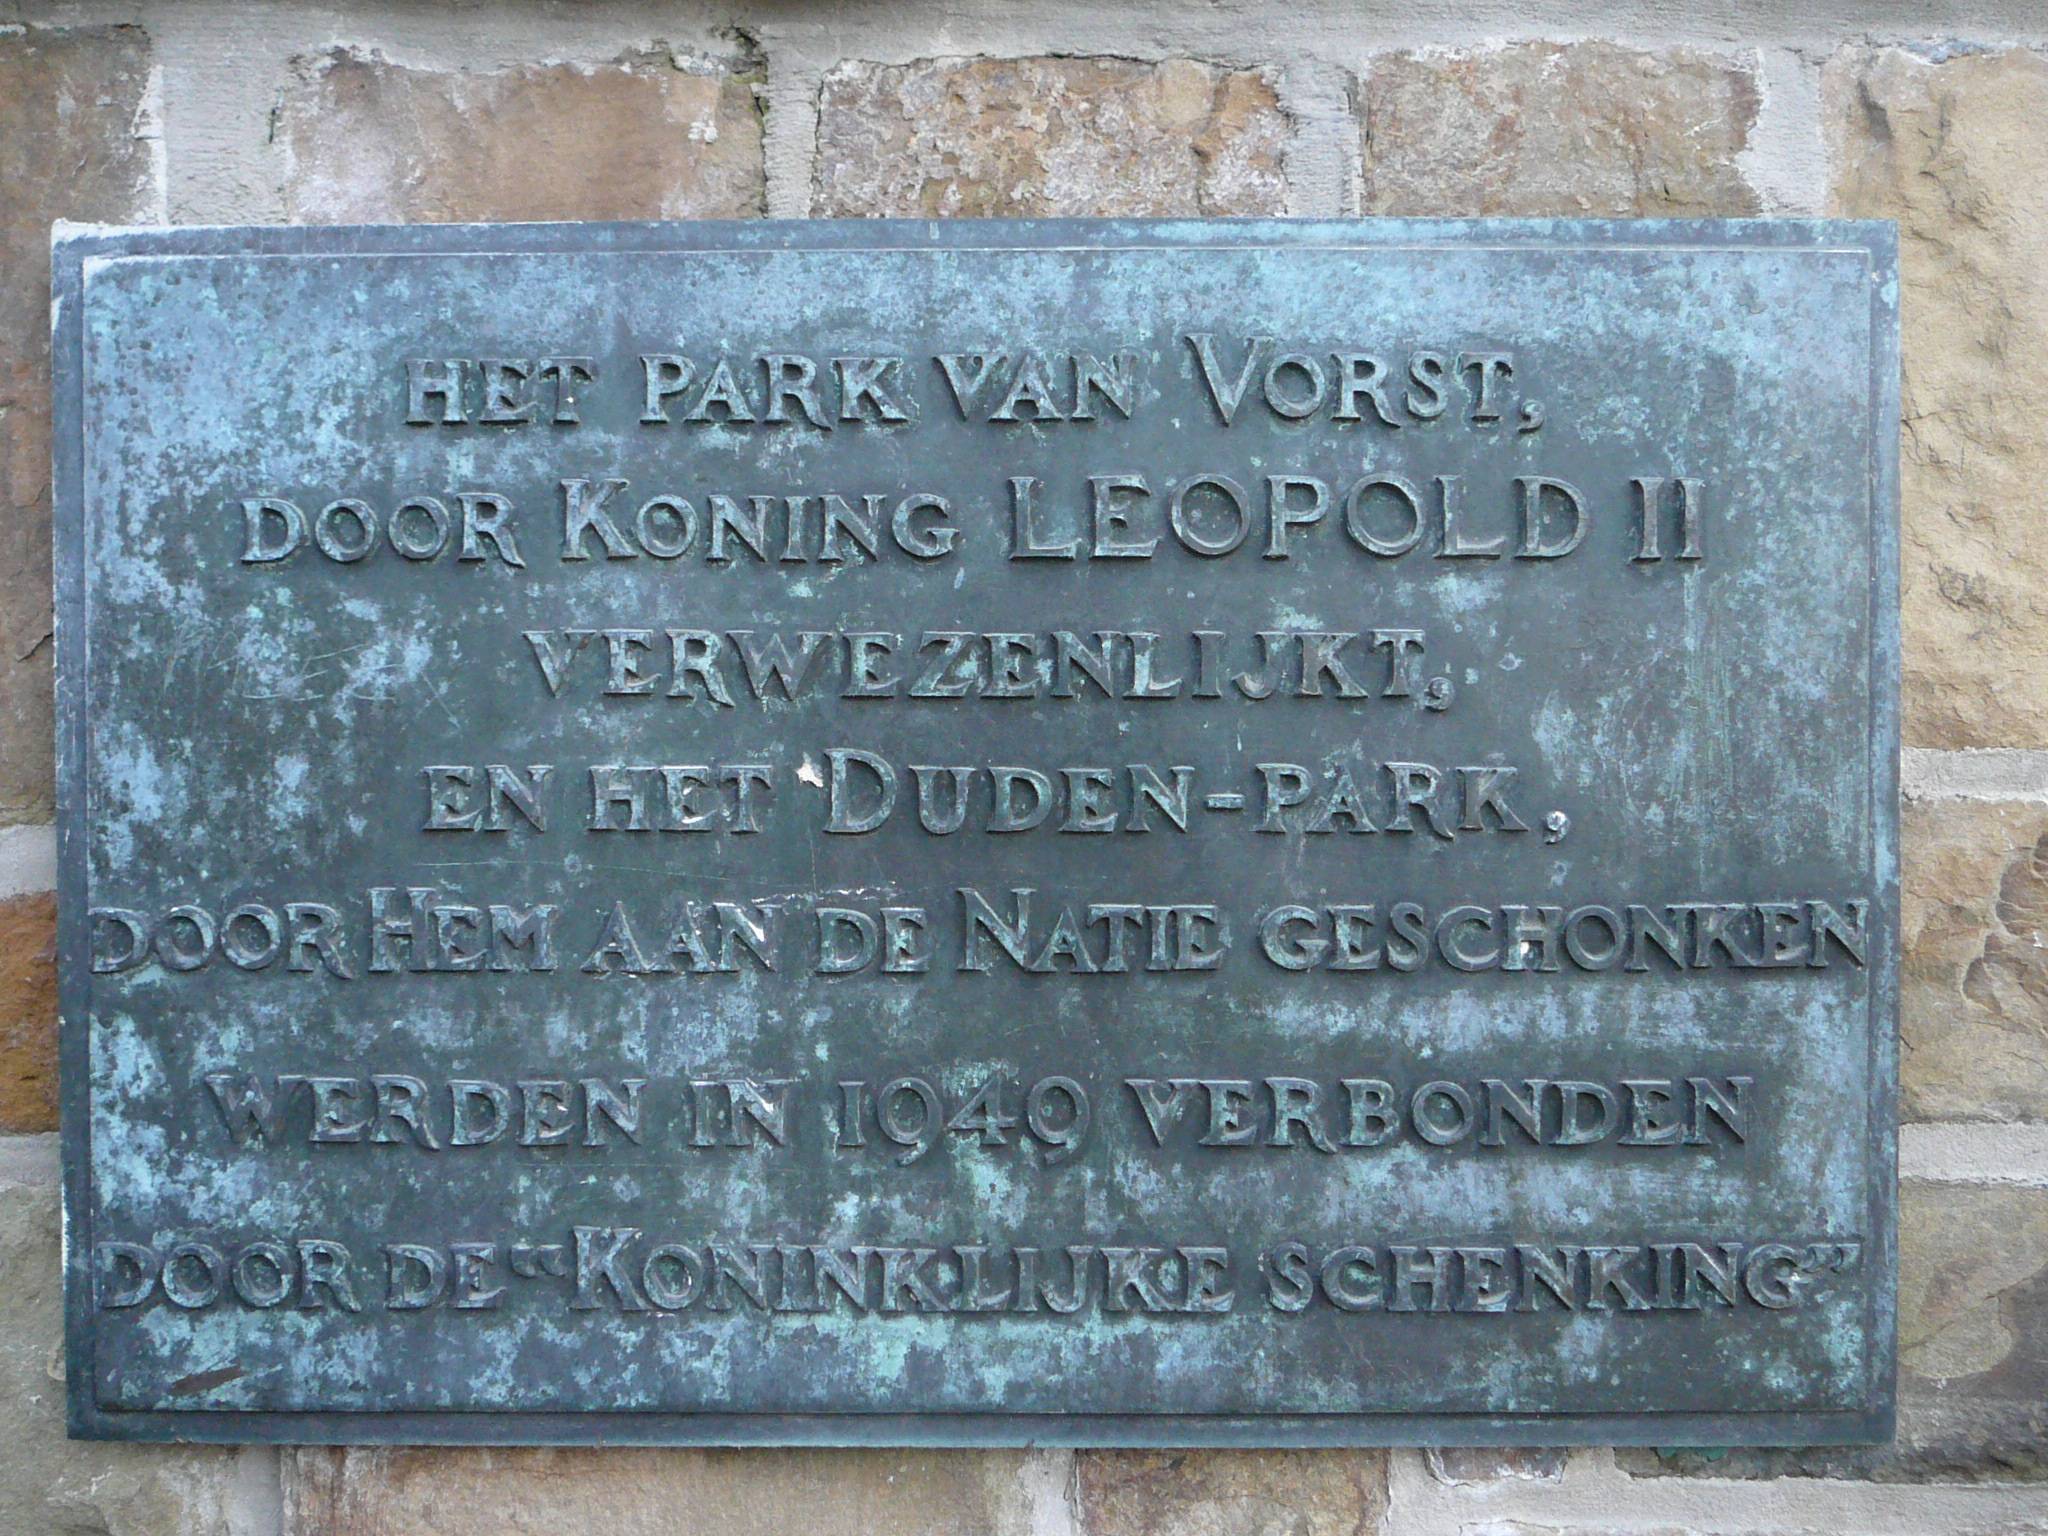 HET PARK VAN VORST,
DOOR KONING LEOPOLD II
VERWEZENLIJKT,
EN HET DUDEN-PARK,
DOOR HEM AAN DE NATIE GESCHONKEN
WERDEN IN 1949 VERBONDEN
DOOR DE “KONINKLIJKE SCHENKING”